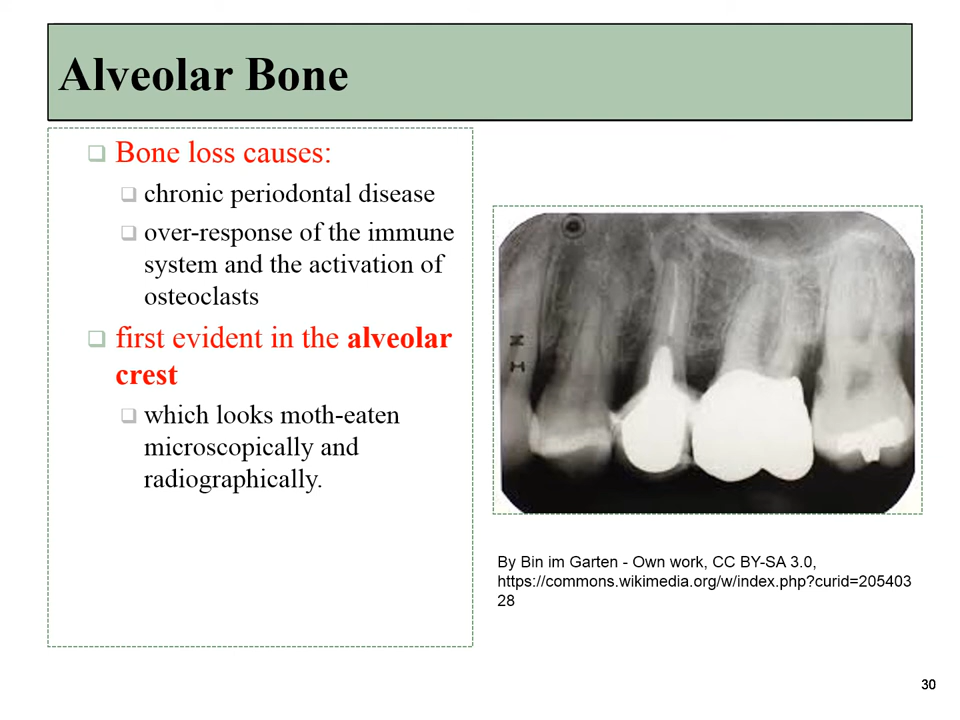 Alveolar Bone
Bone loss causes:
chronic periodontal disease
over-response of the immune
system and the activation of
osteoclasts
first evident in the alveolar
crest
which looks moth-eaten
microscopically and
radiographically.
By Bin im Garten - Own work, CC BY-SA 3.0,
https://commons.wikimedia.org/w/index.php?curid=205403
28
30